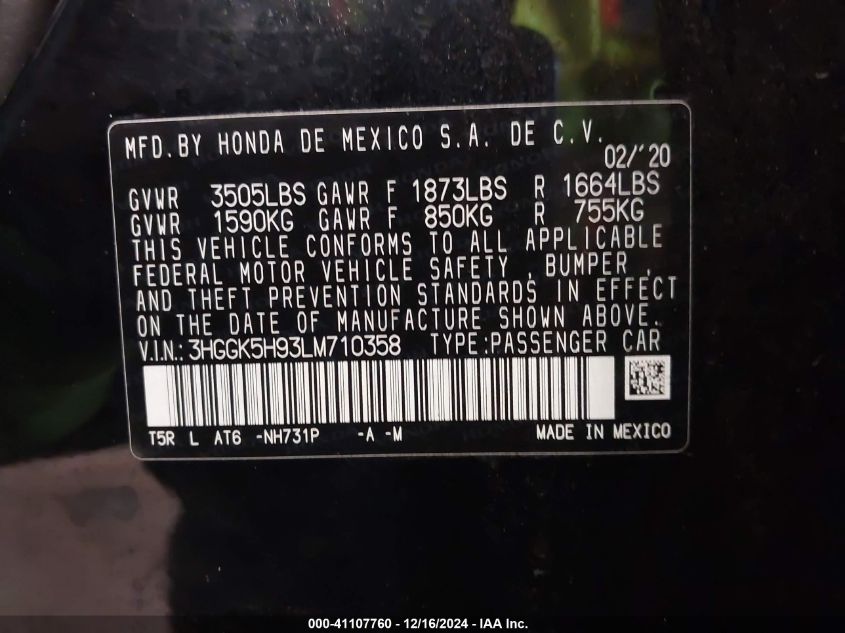 MFD.BY HONDA DE MEXICO S.A. DE C.V.
02/'20
GVWR 3505LBS GAWR F 1873LBS R 1664LBS
GVWR 1590KG GAWR F 850KG R 755KG
THIS VEHICLE CONFORMS TO ALL APPLICABLE
FEDERAL MOTOR VEHICLE SAFETY , BUMPER ,
AND THEFT PREVENTION STANDARDS IN EFFECT
ON THE DATE OF MANUFACTURE SHOWN ABOVE.
V.I.N.:3HGGK5H93LM710358 TYPE:PASSENGER CAR
T5R L AT6 -NH731P -A -M MADE IN MEXICO
000-41107760 - 12/16/2024 - IAA Inc.